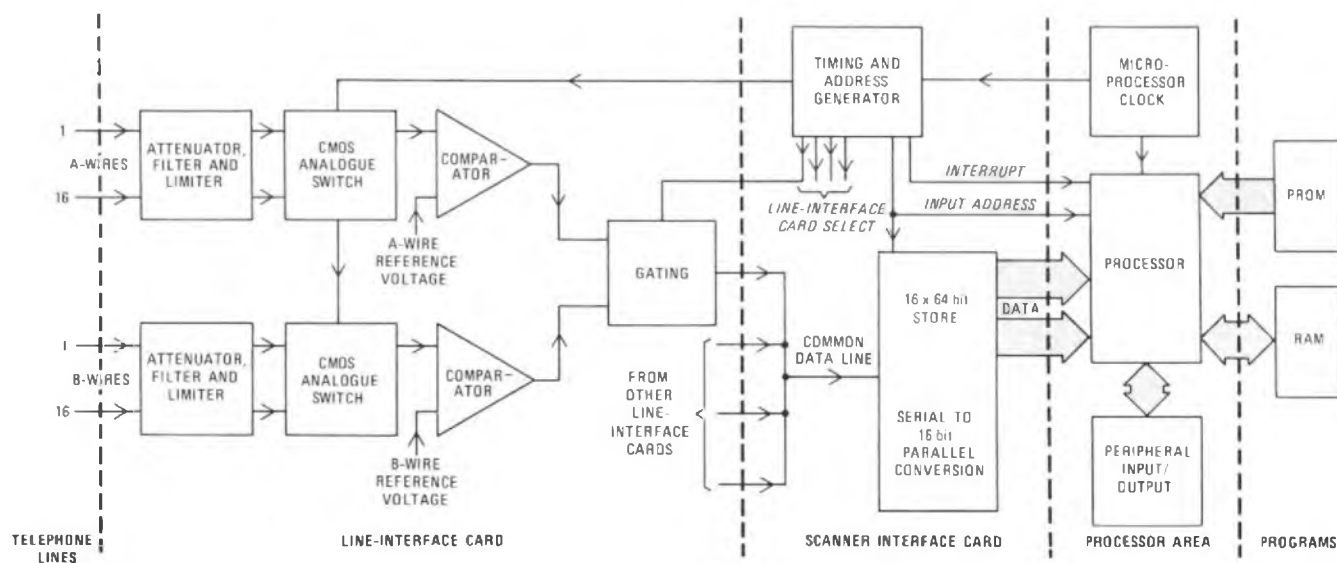 TIMING AND
ADDRESS
GENERATOR
MICRO-
PROCESSOR
CLOCK
1
A-WIRES
16
ATTENUATOR,
FILTER AND
LIMITER
CMOS
ANALOGUE
SWITCH
COMPAR-
ATOR
A-WIRE
REFERENCE
VOLTAGE
LINE-INTERFACE
CARD SELECT
INTERRUPT
INPUT ADDRESS
PROCESSOR
PROM
GATING
16 x 64 bit
STORE
DATA
RAM
1
B-WIRES
16
ATTENUATOR,
FILTER AND
LIMITER
CMOS
ANALOGUE
SWITCH
COMPAR-
ATOR
B-WIRE
REFERENCE
VOLTAGE
FROM
OTHER
LINE-
INTERFACE
CARDS
COMMON
DATA LINE
SERIAL TO
16 bit
PARALLEL
CONVERSION
PERIPHERAL
INPUT/
OUTPUT
TELEPHONE
LINES
LINE-INTERFACE CARD
SCANNER INTERFACE CARD
PROCESSOR AREA
PROGRAMS